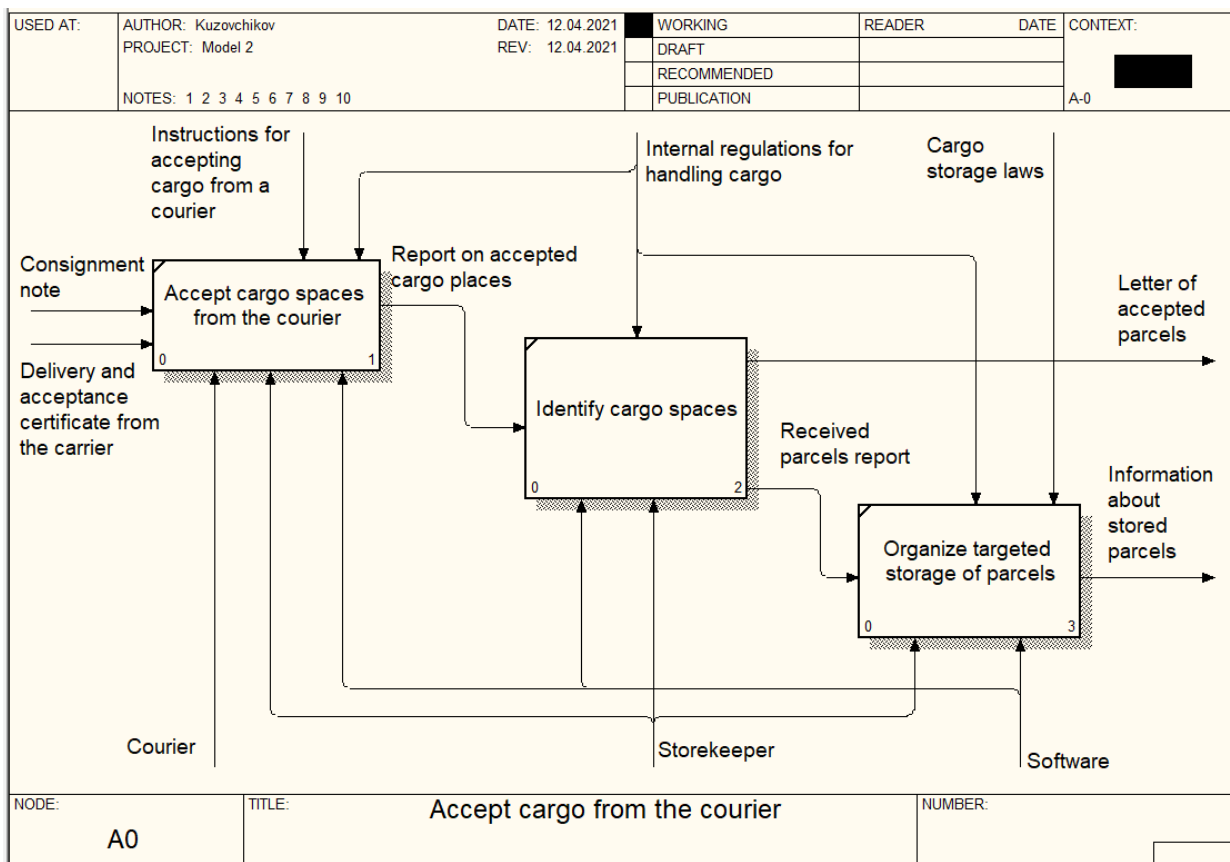 USED AT:
AUTHOR: Kuzovchikov
DATE: 12.04.2021
PROJECT: Model 2
REV: 12.04.2021
NOTES: 1 2 3 4 5 6 7 8 9 10
WORKING
DRAFT
RECOMMENDED
PUBLICATION
READER
DATE
CONTEXT:
A-0
Instructions for
accepting
cargo from a
courier
Internal regulations for
handling cargo
Cargo
storage laws
Consignment
note
Delivery and
acceptance
certificate from
the carrier
Accept cargo spaces
from the courier
0
1
Report on accepted
cargo places
Identify cargo spaces
0
2
Letter of
accepted
parcels
Received
parcels report
Organize targeted
storage of parcels
0
3
Information
about
stored
parcels
Courier
Storekeeper
Software
NODE:
A0
TITLE:
Accept cargo from the courier
NUMBER: